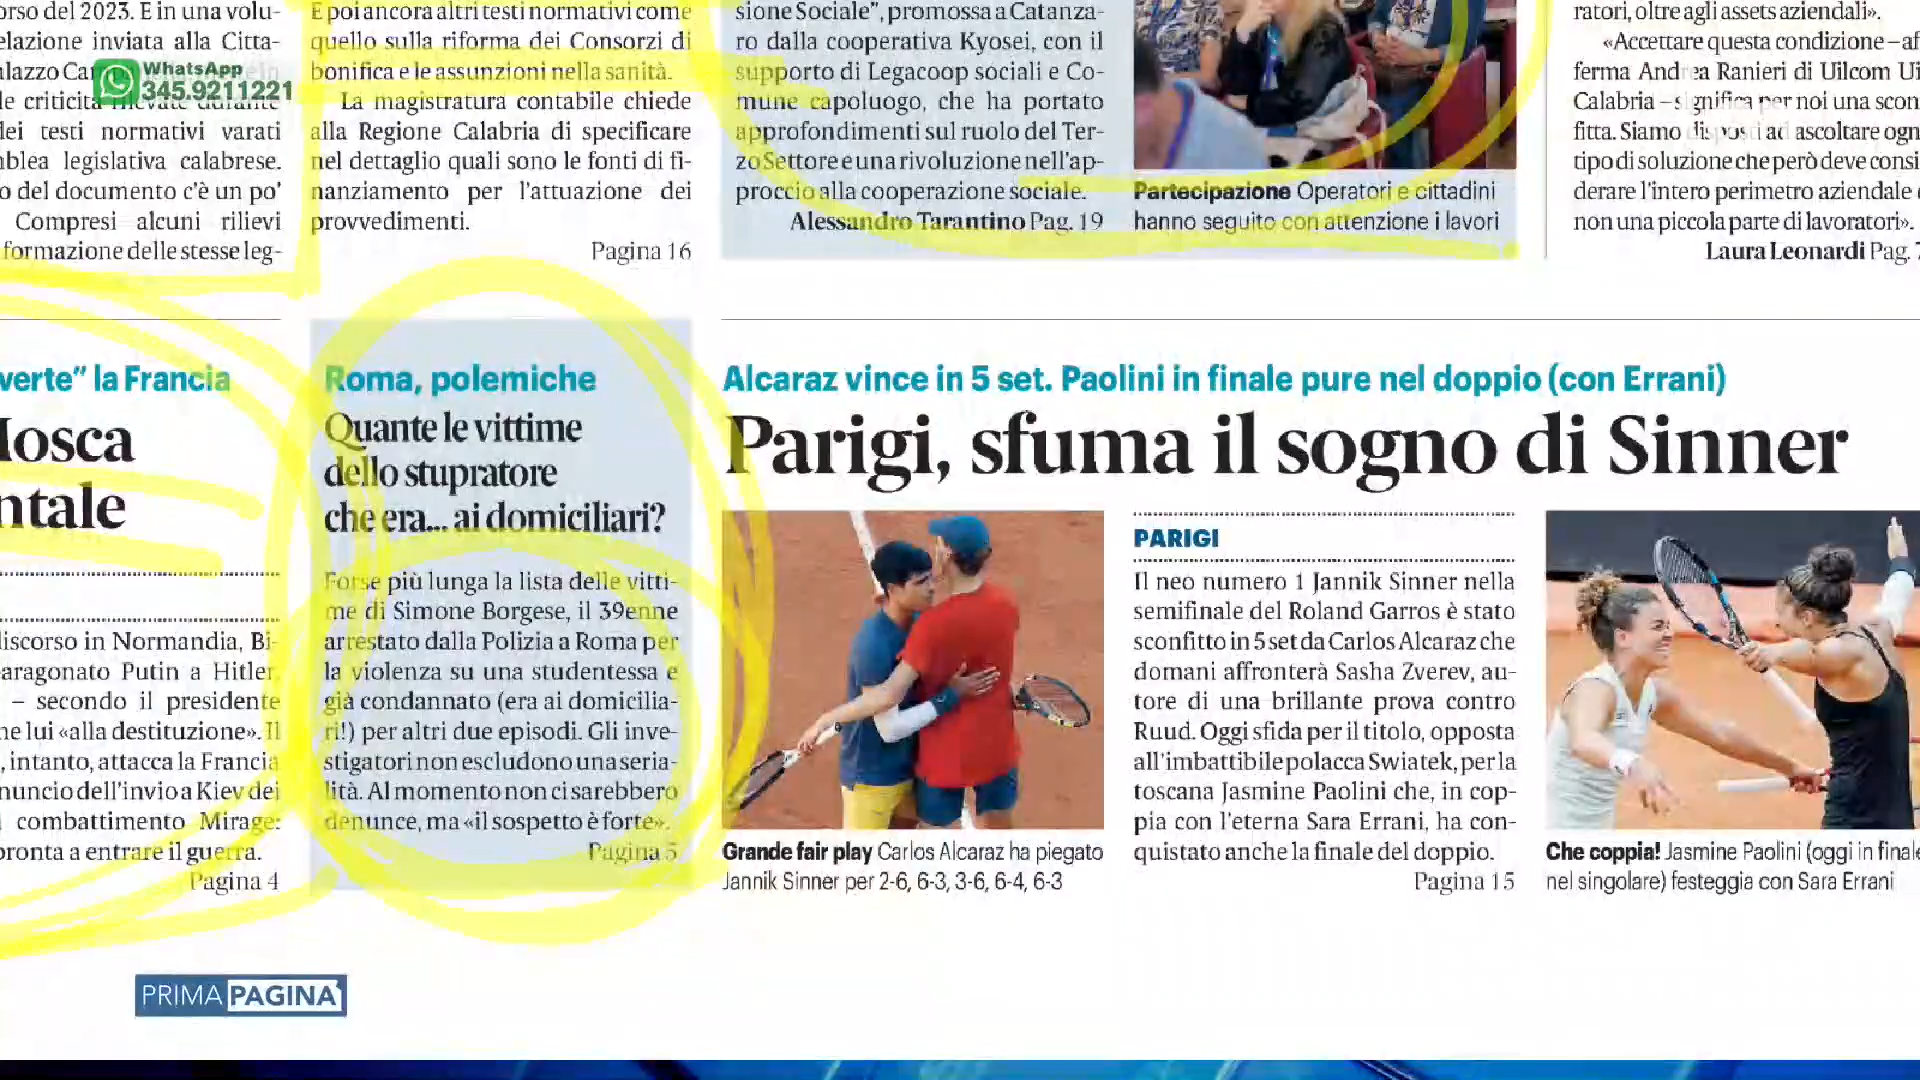 orso del 2023. E in una volu-
elazione inviata alla Citta-
WhatsApp
345.9211221
le criticità rilevate durante
dei testi normativi varati
blea legislativa calabrese.
o del documento c'è un po'
Compresi alcuni rilievi
formazione delle stesse leg-
E poi ancora altri testi normativi come
quello sulla riforma dei Consorzi di
bonifica e le assunzioni nella sanità.
La magistratura contabile chiede
alla Regione Calabria di specificare
nel dettaglio quali sono le fonti di fi-
nanziamento per l'attuazione dei
provvedimenti.
Pagina 16
sione Sociale", promossa a Catanza-
ro dalla cooperativa Kyosei, con il
supporto di Legacoop sociali e Co-
mune capoluogo, che ha portato
approfondimenti sul ruolo del Ter-
zo Settore e una rivoluzione nell'ap-
proccio alla cooperazione sociale.
Alessandro Tarantino Pag. 19
Partecipazione Operatori e cittadini
hanno seguito con attenzione i lavori
ratori, oltre agli assets aziendali».
«Accettare questa condizione – af
ferma Andrea Ranieri di Uilcom Ui
Calabria – significa per noi una scon
fitta. Siamo disposti ad ascoltare ogn
tipo di soluzione che però deve consi
derare l'intero perimetro aziendale e
non una piccola parte di lavoratori».
Laura Leonardi Pag. 7
verte" la Francia
Mosca
ntale
discorso in Normandia, Bi-
aragonato Putin a Hitler,
– secondo il presidente
he lui «alla destituzione». Il
, intanto, attacca la Francia
nuncio dell'invio a Kiev dei
combattimento Mirage:
pronta a entrare il guerra.
Pagina 4
Roma, polemiche
Quante le vittime
dello stupratore
che era... ai domiciliari?
Forse più lunga la lista delle vitti-
me di Simone Borgese, il 39enne
arrestato dalla Polizia a Roma per
la violenza su una studentessa e
già condannato (era ai domicilia-
ri!) per altri due episodi. Gli inve-
stigatori non escludono una seria-
lità. Al momento non ci sarebbero
denunce, ma «il sospetto è forte».
Pagina 5
Alcaraz vince in 5 set. Paolini in finale pure nel doppio (con Errani)
Parigi, sfuma il sogno di Sinner
Grande fair play Carlos Alcaraz ha piegato
Jannik Sinner per 2-6, 6-3, 3-6, 6-4, 6-3
PARIGI
Il neo numero 1 Jannik Sinner nella
semifinale del Roland Garros è stato
sconfitto in 5 set da Carlos Alcaraz che
domani affronterà Sasha Zverev, au-
tore di una brillante prova contro
Ruud. Oggi sfida per il titolo, opposta
all'imbattibile polacca Swiatek, per la
toscana Jasmine Paolini che, in cop-
pia con l'eterna Sara Errani, ha con-
quistato anche la finale del doppio.
Pagina 15
Che coppia! Jasmine Paolini (oggi in finale
nel singolare) festeggia con Sara Errani
PRIMA PAGINA